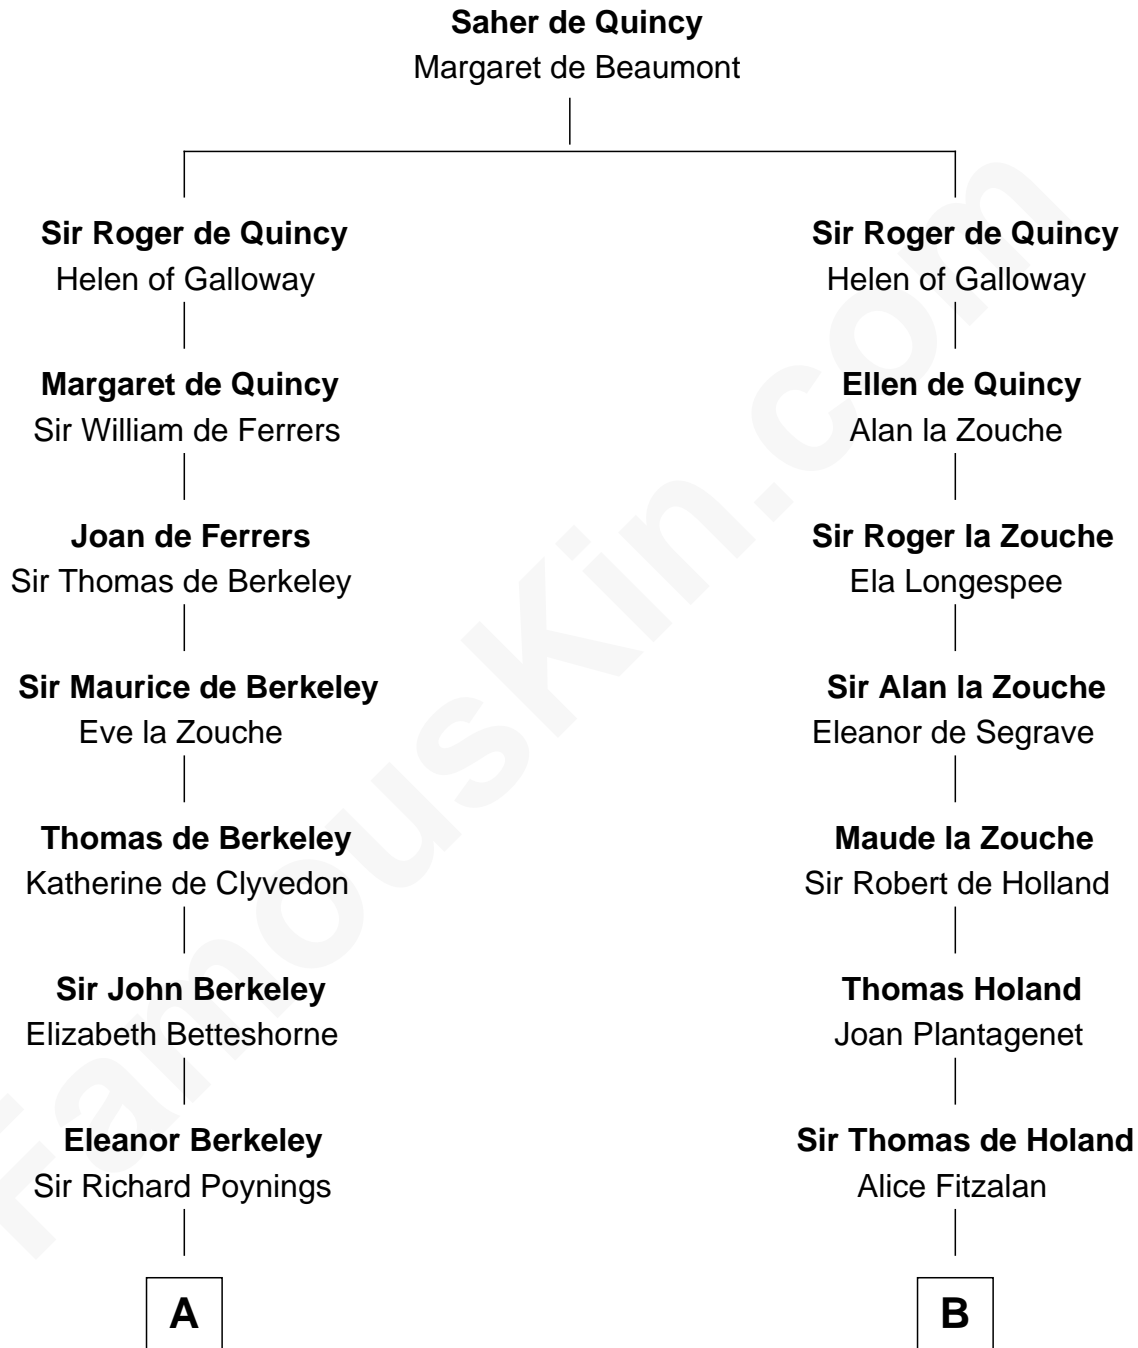 Saher de Quincy
Margaret de Beaumont
Sir Roger de Quincy
Helen of Galloway
Sir Roger de Quincy
Helen of Galloway
Margaret de Quincy
Sir William de Ferrers
Ellen de Quincy
Alan la Zouche
Joan de Ferrers
Sir Thomas de Berkeley
Sir Roger la Zouche
Ela Longespee
Sir Maurice de Berkeley
Eve la Zouche
Sir Alan la Zouche
Eleanor de Segrave
Thomas de Berkeley
Katherine de Clyvedon
Maude la Zouche
Sir Robert de Holland
Sir John Berkeley
Elizabeth Betteshorne
Thomas Holand
Joan Plantagenet
Eleanor Berkeley
Sir Richard Poynings
Sir Thomas de Holand
Alice Fitzalan
A
B
FamousKin.com